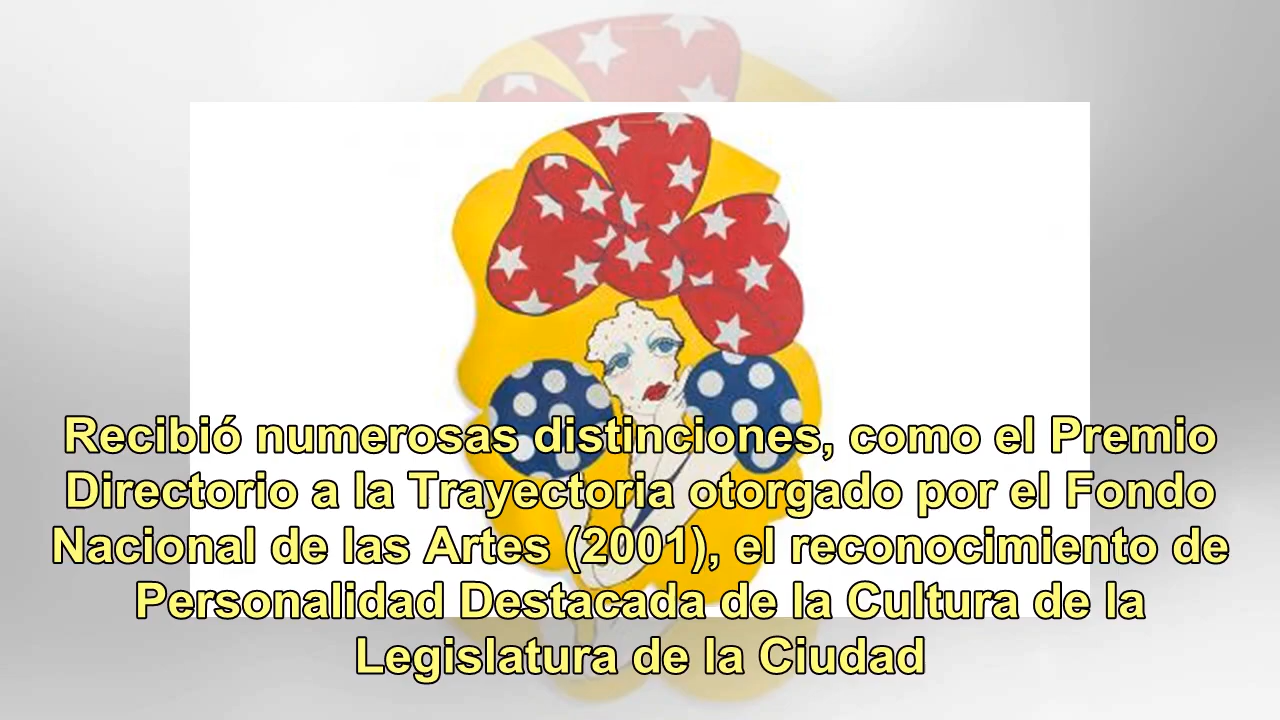 Recibió numerosas distinciones, como el Premio
Directorio a la Trayectoria otorgado por el Fondo
Nacional de las Artes (2001), el reconocimiento de
Personalidad Destacada de la Cultura de la
Legislatura de la Ciudad